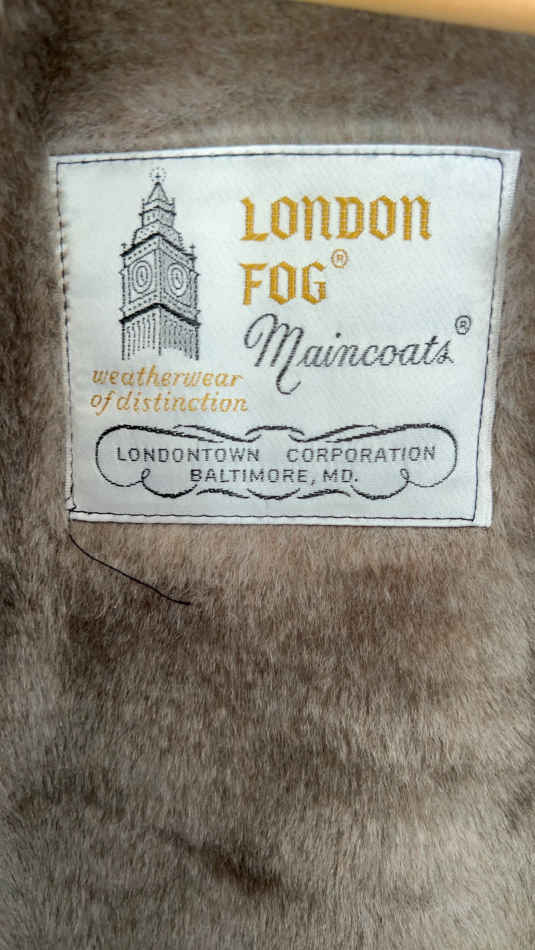 LONDON
FOG®
Maincoats®
weatherwear
of distinction
LONDONTOWN CORPORATION
BALTIMORE, MD.